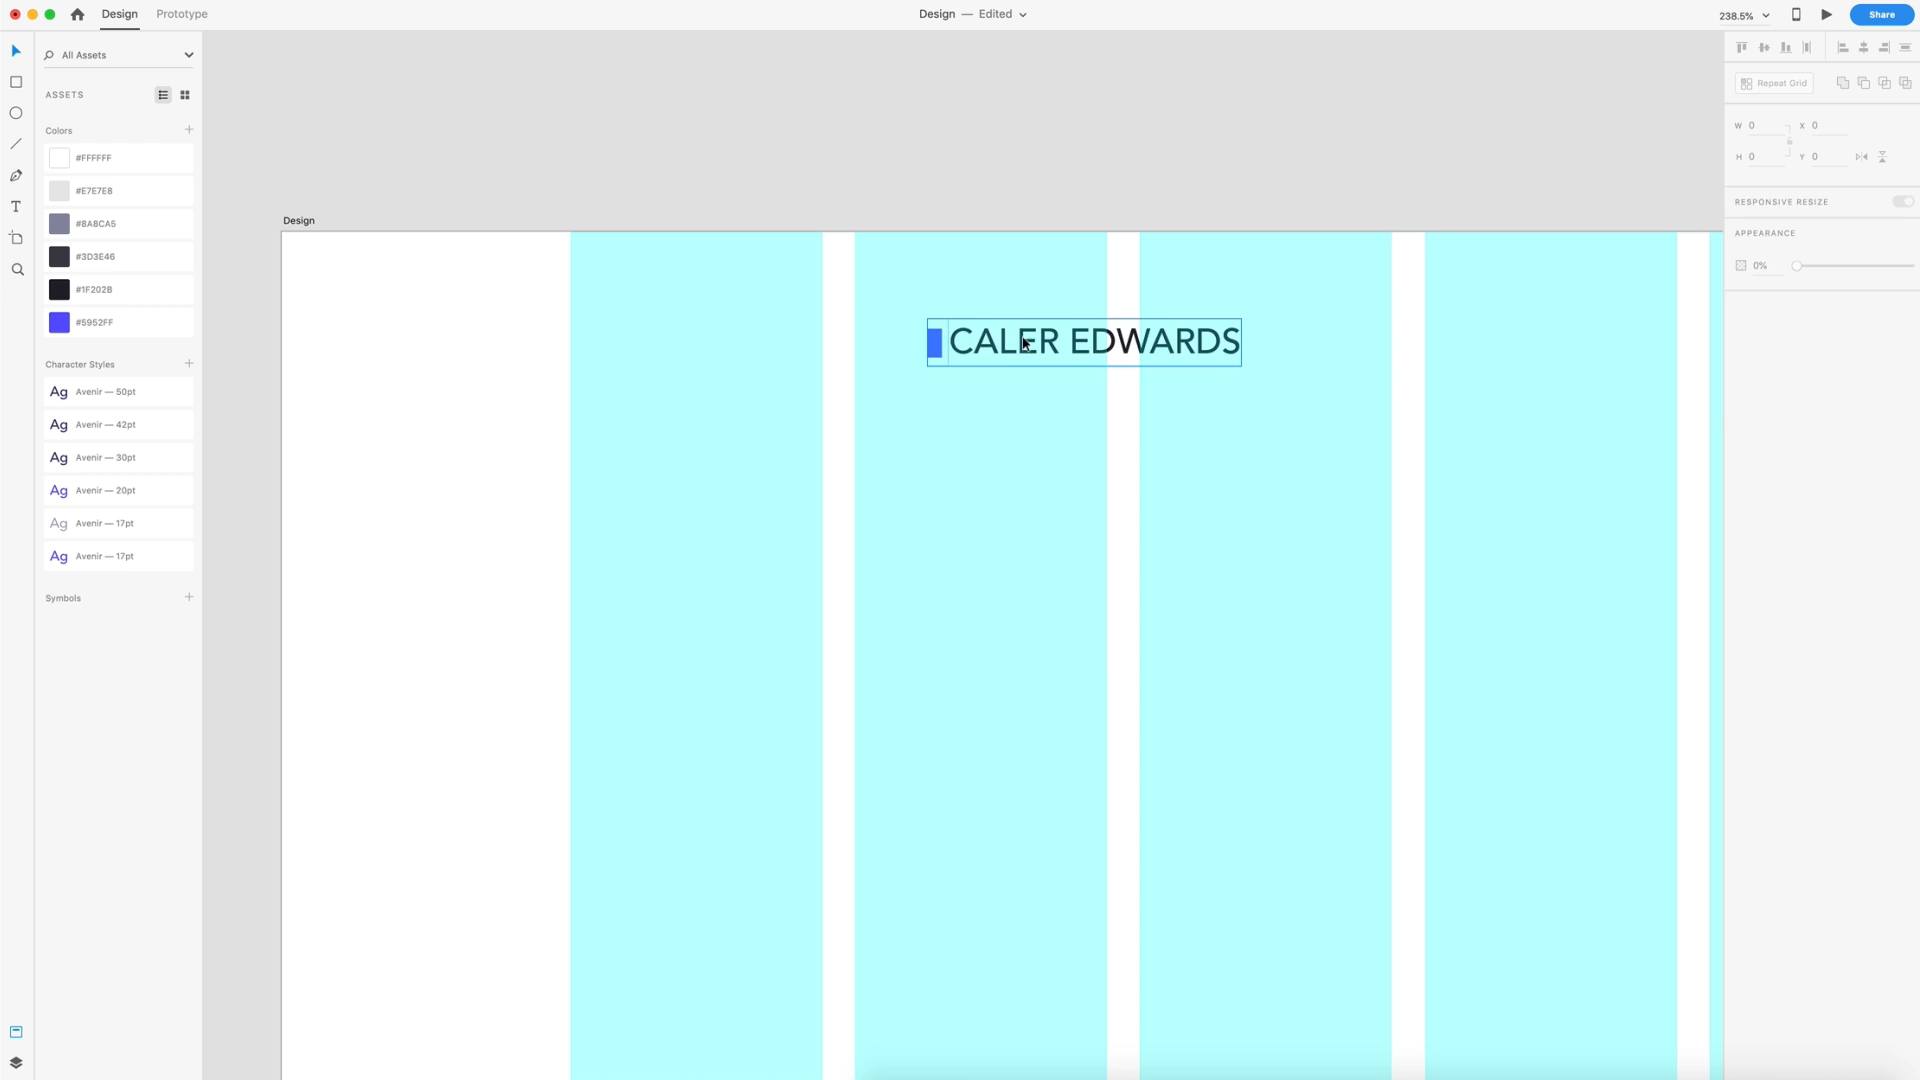 Design
Prototype
Design — Edited
238.5%
Share
All Assets
ASSETS
Colors
#FFFFFF
#E7E7E8
#8A8CA5
#3D3E46
#1F202B
#5952FF
Character Styles
Ag Avenir — 50pt
Ag Avenir — 42pt
Ag Avenir — 30pt
Ag Avenir — 20pt
Ag Avenir — 17pt
Ag Avenir — 17pt
Symbols
Design
CALER EDWARDS
Repeat Grid
W 0 X 0
H 0 Y 0
RESPONSIVE RESIZE
APPEARANCE
0%